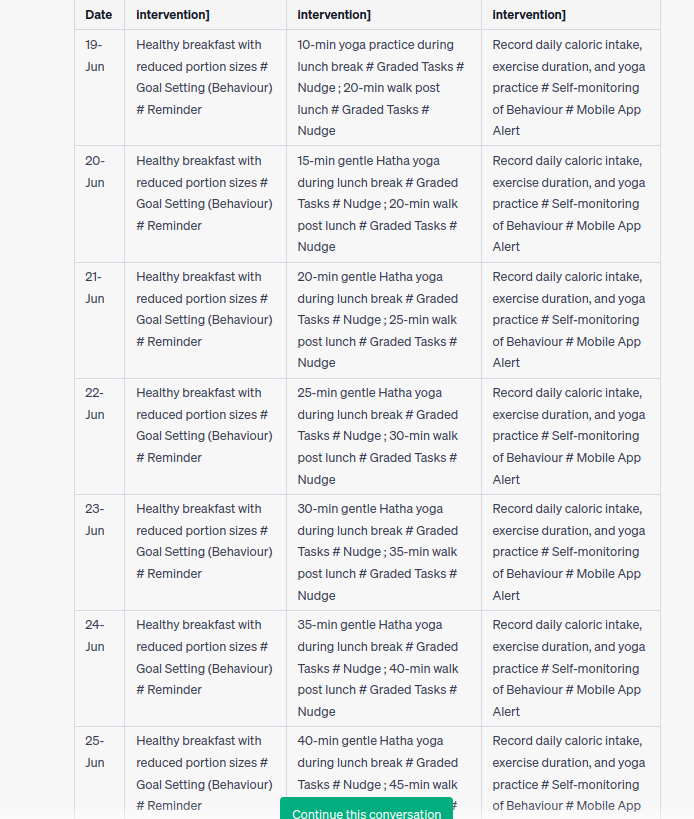 Date intervention] intervention] intervention]
19-
Jun
Healthy breakfast with
reduced portion sizes #
Goal Setting (Behaviour)
# Reminder
10-min yoga practice during
lunch break # Graded Tasks #
Nudge ; 20-min walk post
lunch # Graded Tasks #
Nudge
Record daily caloric intake,
exercise duration, and yoga
practice # Self-monitoring
of Behaviour # Mobile App
Alert
20-
Jun
Healthy breakfast with
reduced portion sizes #
Goal Setting (Behaviour)
# Reminder
15-min gentle Hatha yoga
during lunch break # Graded
Tasks # Nudge ; 20-min walk
post lunch # Graded Tasks #
Nudge
Record daily caloric intake,
exercise duration, and yoga
practice # Self-monitoring
of Behaviour # Mobile App
Alert
21-
Jun
Healthy breakfast with
reduced portion sizes #
Goal Setting (Behaviour)
# Reminder
20-min gentle Hatha yoga
during lunch break # Graded
Tasks # Nudge ; 25-min walk
post lunch # Graded Tasks #
Nudge
Record daily caloric intake,
exercise duration, and yoga
practice # Self-monitoring
of Behaviour # Mobile App
Alert
22-
Jun
Healthy breakfast with
reduced portion sizes #
Goal Setting (Behaviour)
# Reminder
25-min gentle Hatha yoga
during lunch break # Graded
Tasks # Nudge ; 30-min walk
post lunch # Graded Tasks #
Nudge
Record daily caloric intake,
exercise duration, and yoga
practice # Self-monitoring
of Behaviour # Mobile App
Alert
23-
Jun
Healthy breakfast with
reduced portion sizes #
Goal Setting (Behaviour)
# Reminder
30-min gentle Hatha yoga
during lunch break # Graded
Tasks # Nudge ; 35-min walk
post lunch # Graded Tasks #
Nudge
Record daily caloric intake,
exercise duration, and yoga
practice # Self-monitoring
of Behaviour # Mobile App
Alert
24-
Jun
Healthy breakfast with
reduced portion sizes #
Goal Setting (Behaviour)
# Reminder
35-min gentle Hatha yoga
during lunch break # Graded
Tasks # Nudge ; 40-min walk
post lunch # Graded Tasks #
Nudge
Record daily caloric intake,
exercise duration, and yoga
practice # Self-monitoring
of Behaviour # Mobile App
Alert
25-
Jun
Healthy breakfast with
reduced portion sizes #
Goal Setting (Behaviour)
# Reminder
40-min gentle Hatha yoga
during lunch break # Graded
Tasks # Nudge ; 45-min walk
#
Record daily caloric intake,
exercise duration, and yoga
practice # Self-monitoring
of Behaviour # Mobile App
Continue this conversation